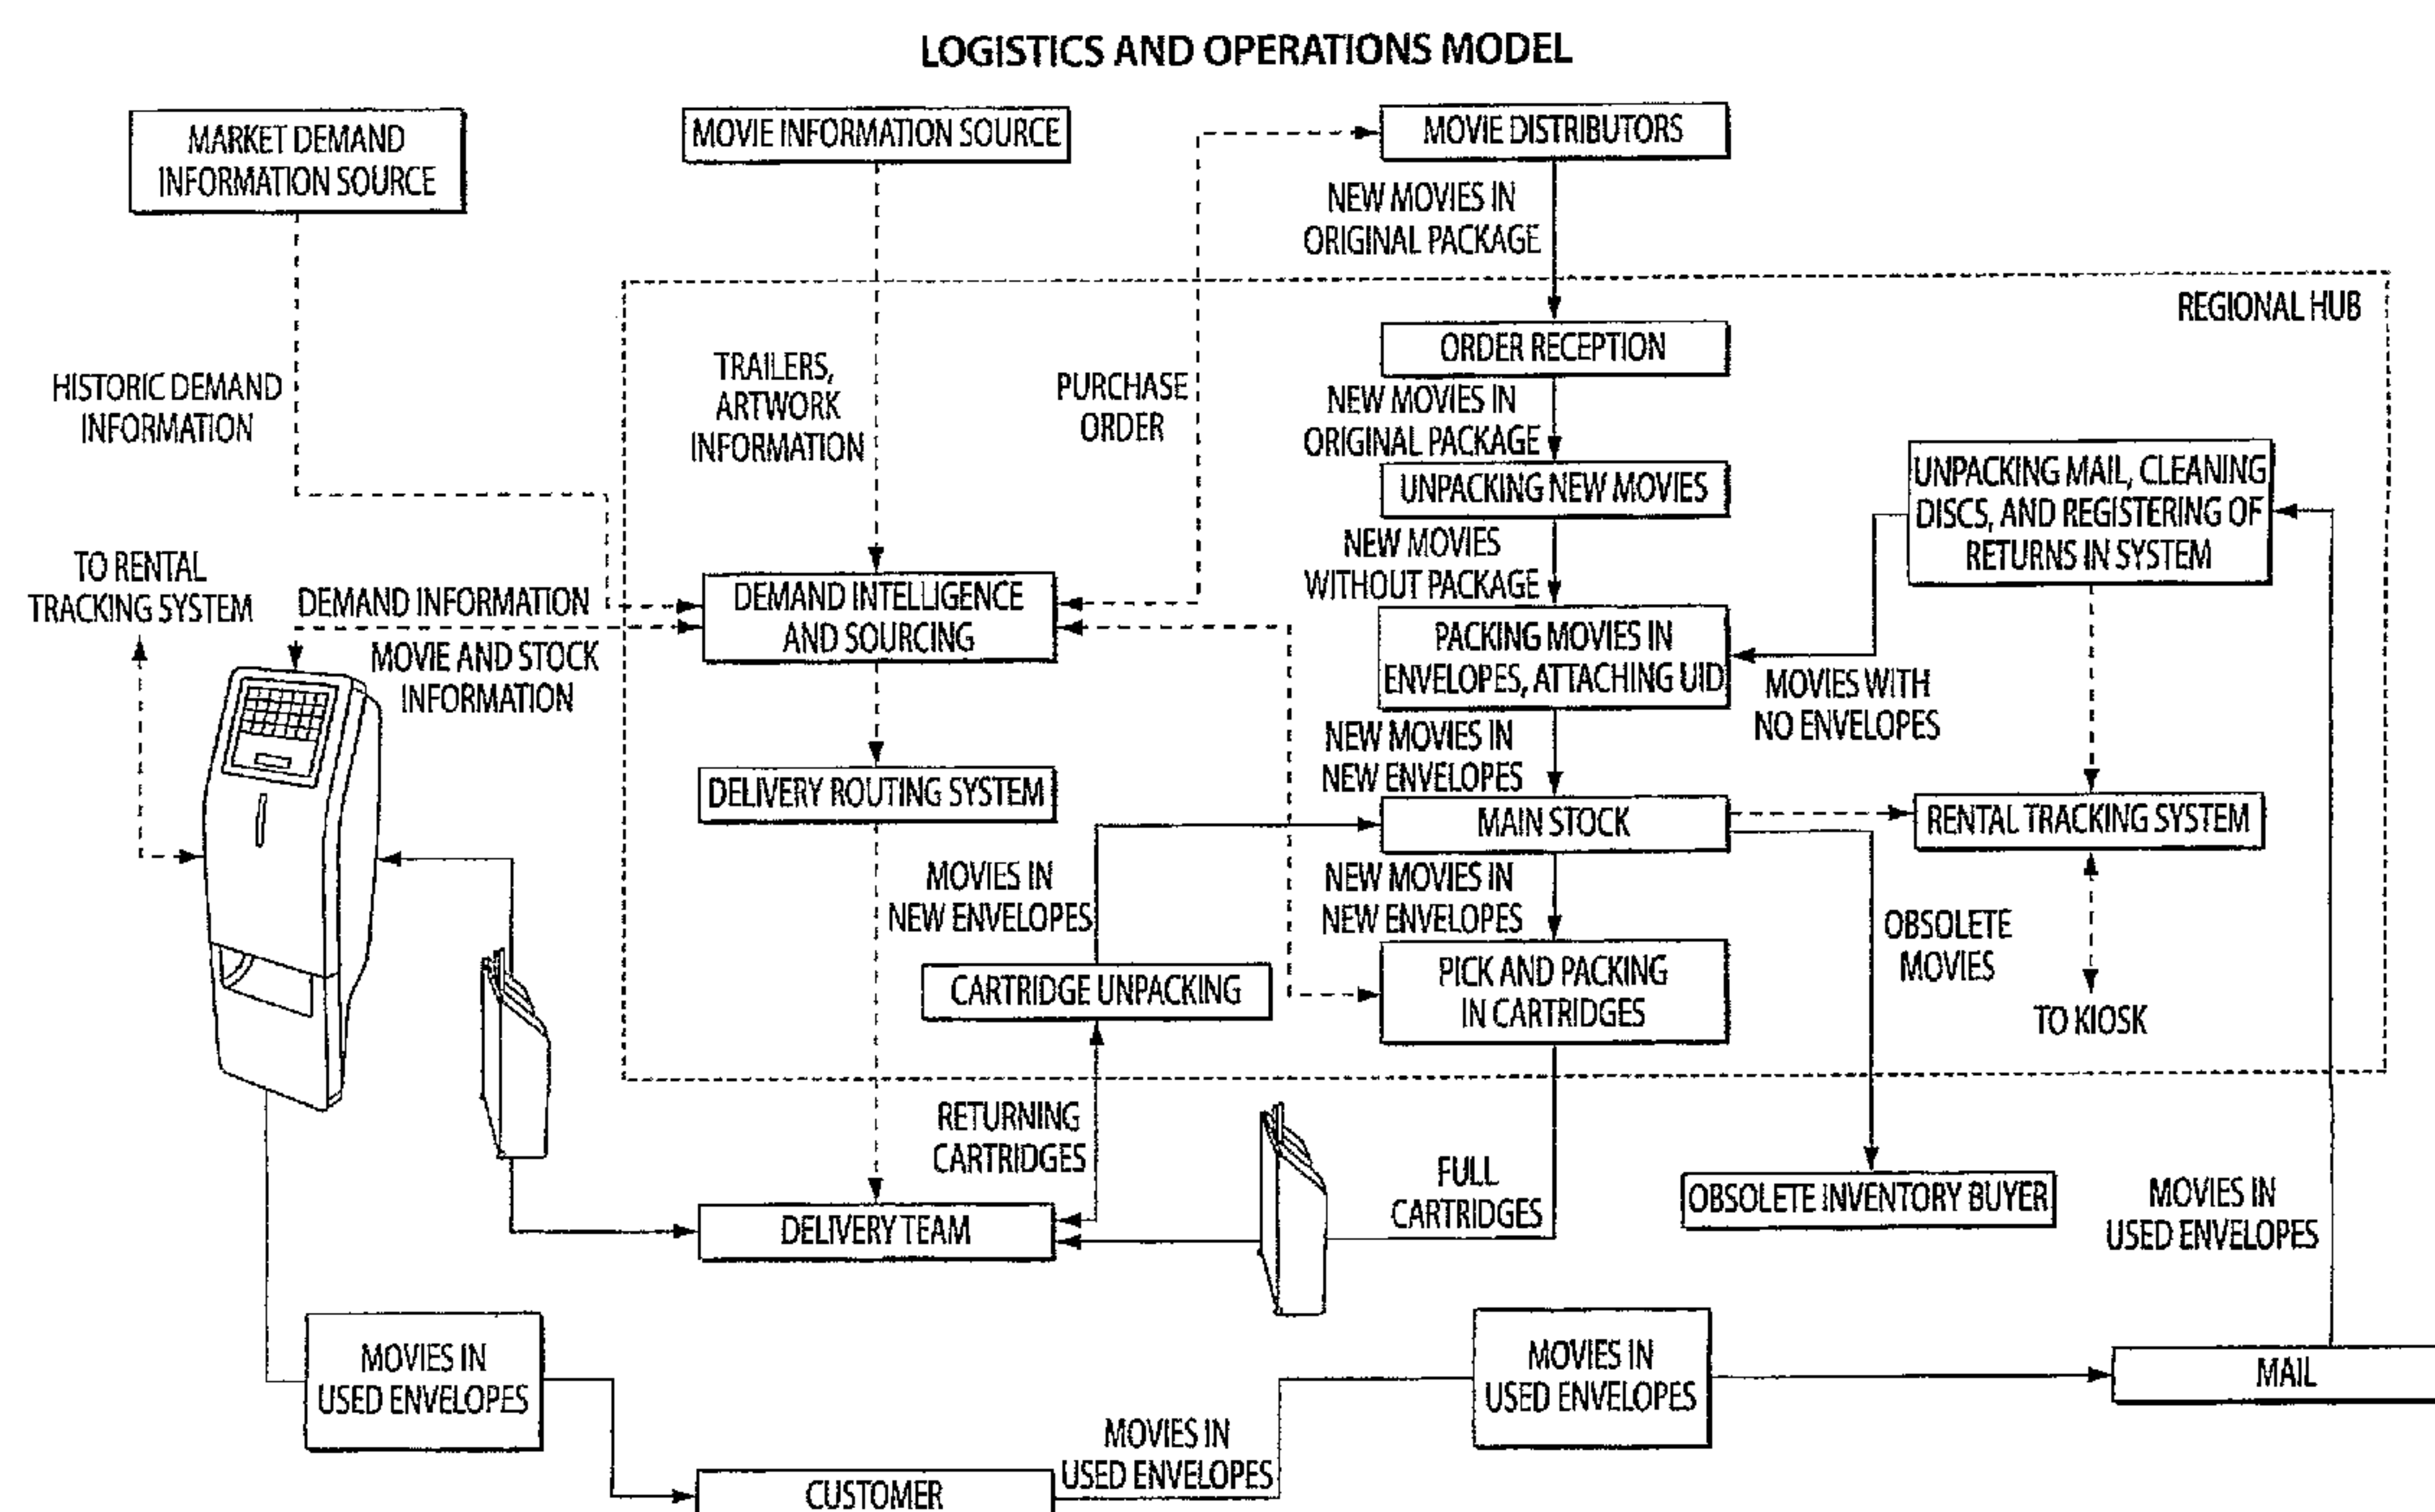 LOGISTICS AND OPERATIONS MODEL
MARKET DEMAND
INFORMATION SOURCE
MOVIE INFORMATION SOURCE
MOVIE DISTRIBUTORS
NEW MOVIES IN
ORIGINAL PACKAGE
REGIONAL HUB
ORDER RECEPTION
HISTORIC DEMAND
INFORMATION
TRAILERS,
ARTWORK
INFORMATION
PURCHASE
ORDER
NEW MOVIES IN
ORIGINAL PACKAGE
UNPACKING NEW MOVIES
UNPACKING MAIL, CLEANING
DISCS, AND REGISTERING OF
RETURNS IN SYSTEM
NEW MOVIES
WITHOUT PACKAGE
TO RENTAL
TRACKING SYSTEM
DEMAND INFORMATION
MOVIE AND STOCK
INFORMATION
DEMAND INTELLIGENCE
AND SOURCING
PACKING MOVIES IN
ENVELOPES, ATTACHING UID
MOVIES WITH
NO ENVELOPES
NEW MOVIES IN
NEW ENVELOPES
DELIVERY ROUTING SYSTEM
MAIN STOCK
RENTAL TRACKING SYSTEM
MOVIES IN
NEW ENVELOPES
NEW MOVIES IN
NEW ENVELOPES
OBSOLETE
MOVIES
CARTRIDGE UNPACKING
PICK AND PACKING
IN CARTRIDGES
TO KIOSK
RETURNING
CARTRIDGES
FULL
CARTRIDGES
OBSOLETE INVENTORY BUYER
MOVIES IN
USED ENVELOPES
DELIVERY TEAM
MOVIES IN
USED ENVELOPES
MOVIES IN
USED ENVELOPES
MAIL
MOVIES IN
USED ENVELOPES
CUSTOMER